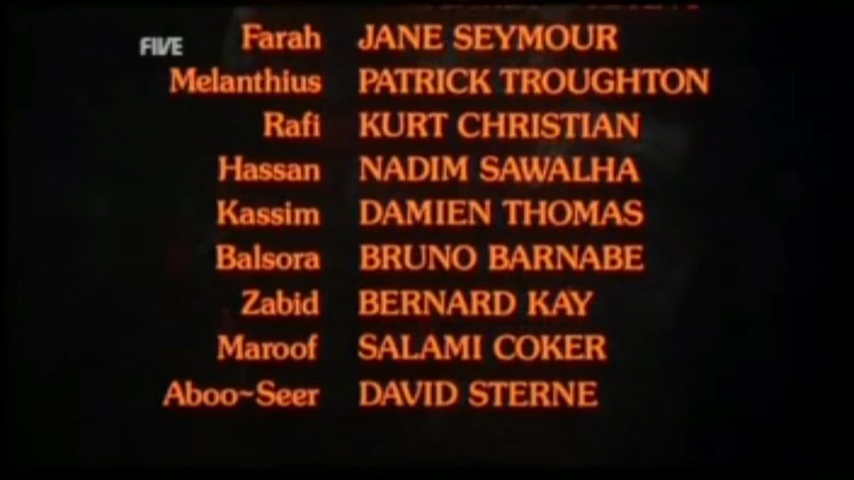 FIVE
Farah JANE SEYMOUR
Melanthius PATRICK TROUGHTON
Rafi KURT CHRISTIAN
Hassan NADIM SAWALHA
Kassim DAMIEN THOMAS
Balsora BRUNO BARNABE
Zabid BERNARD KAY
Maroof SALAMI COKER
Aboo~Seer DAVID STERNE